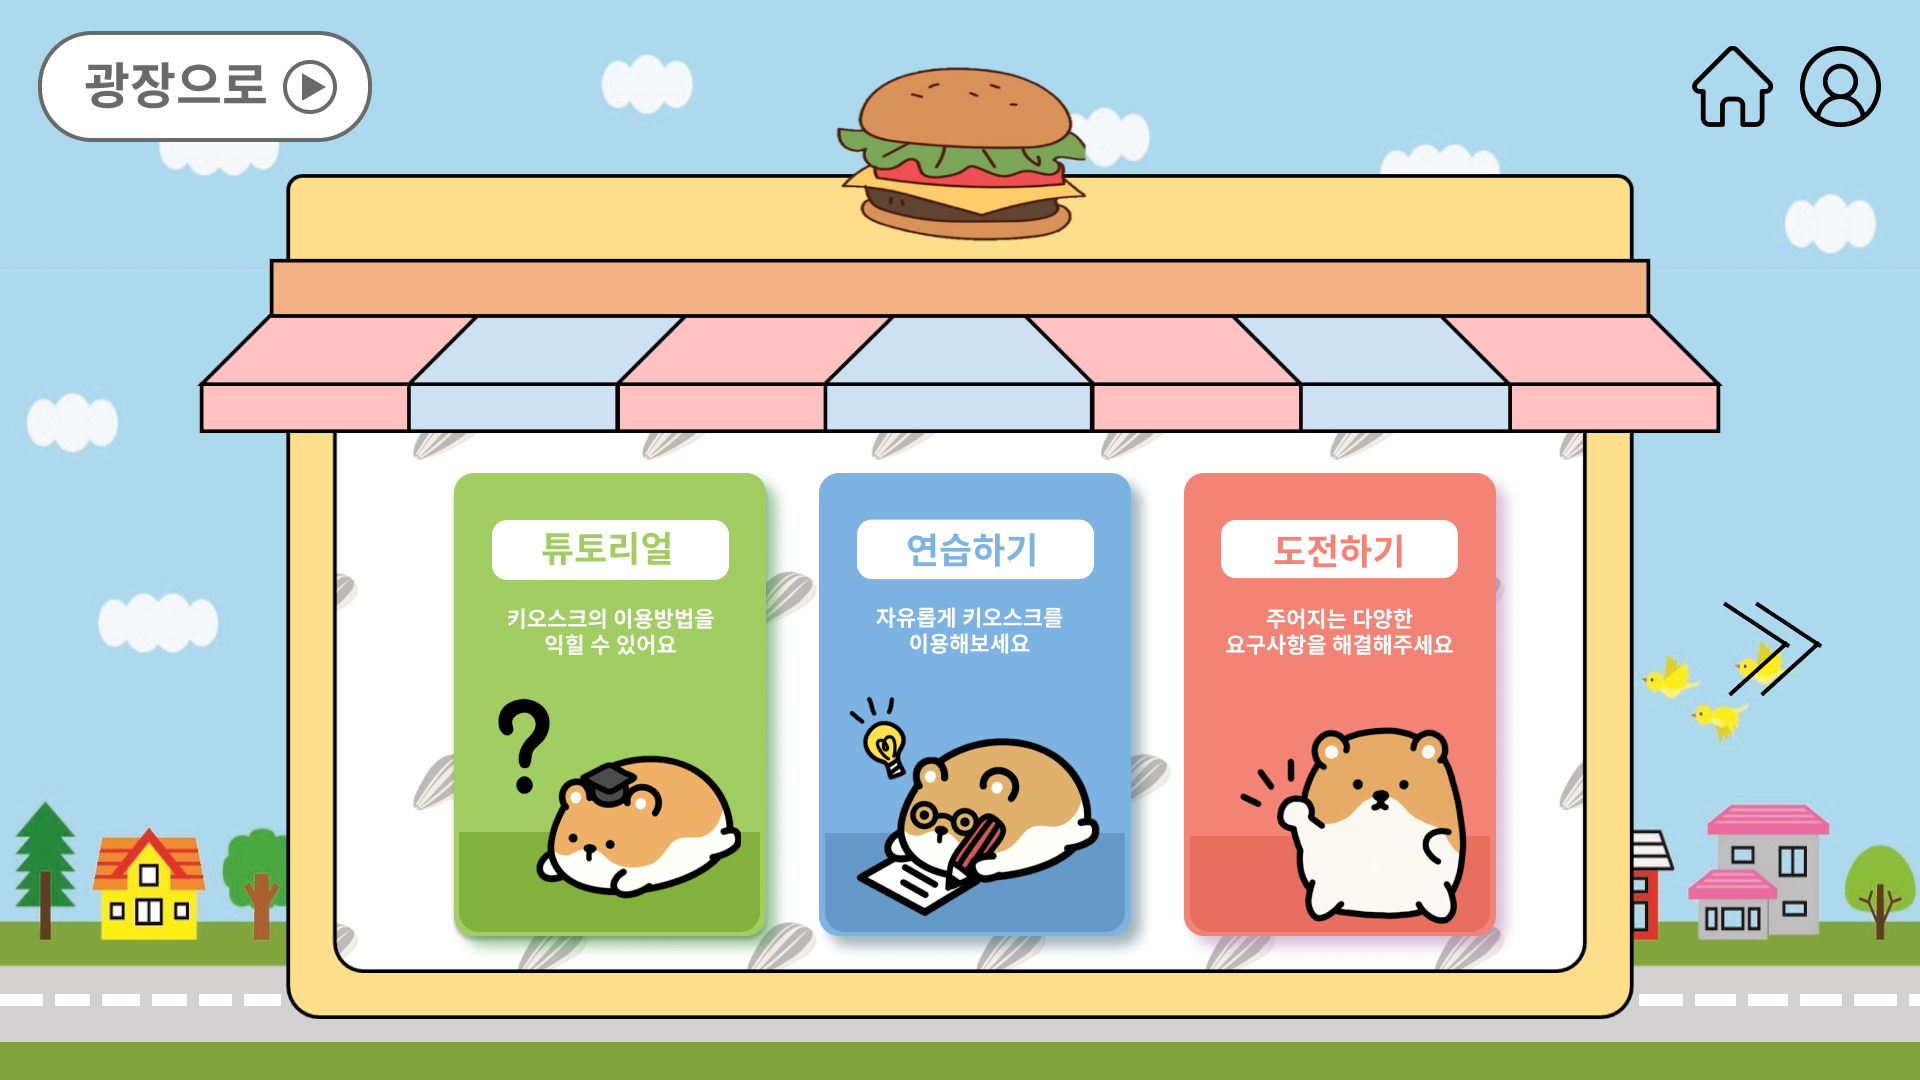 광장으로
튜토리얼
키오스크의 이용방법을
익힐 수 있어요
연습하기
자유롭게 키오스크를
이용해보세요
도전하기
주어지는 다양한
요구사항을 해결해주세요